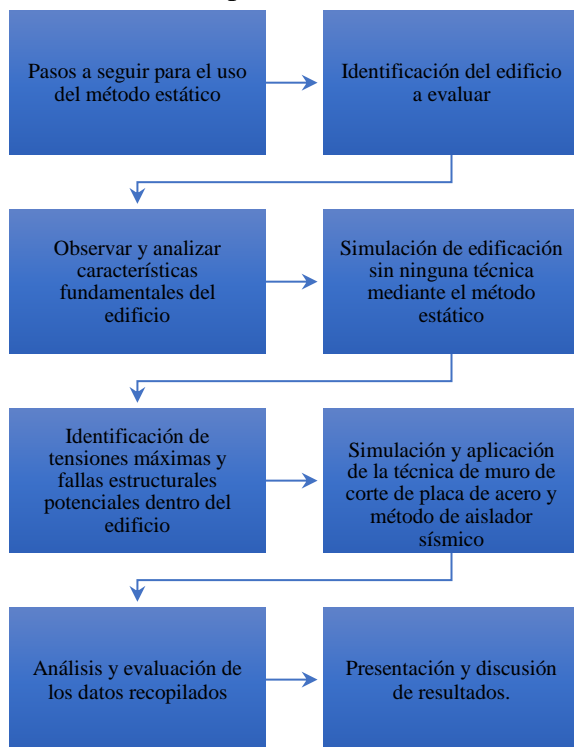 Pasos a seguir para el uso
del método estático
Identificación del edificio
a evaluar
Observar y analizar
características
fundamentales del
edificio
Simulación de edificación
sin ninguna técnica
mediante el método
estático
Identificación de
tensiones máximas y
fallas estructurales
potenciales dentro del
edificio
Simulación y aplicación
de la técnica de muro de
corte de placa de acero y
método de aislador
sísmico
Análisis y evaluación de
los datos recopilados
Presentación y discusión
de resultados.